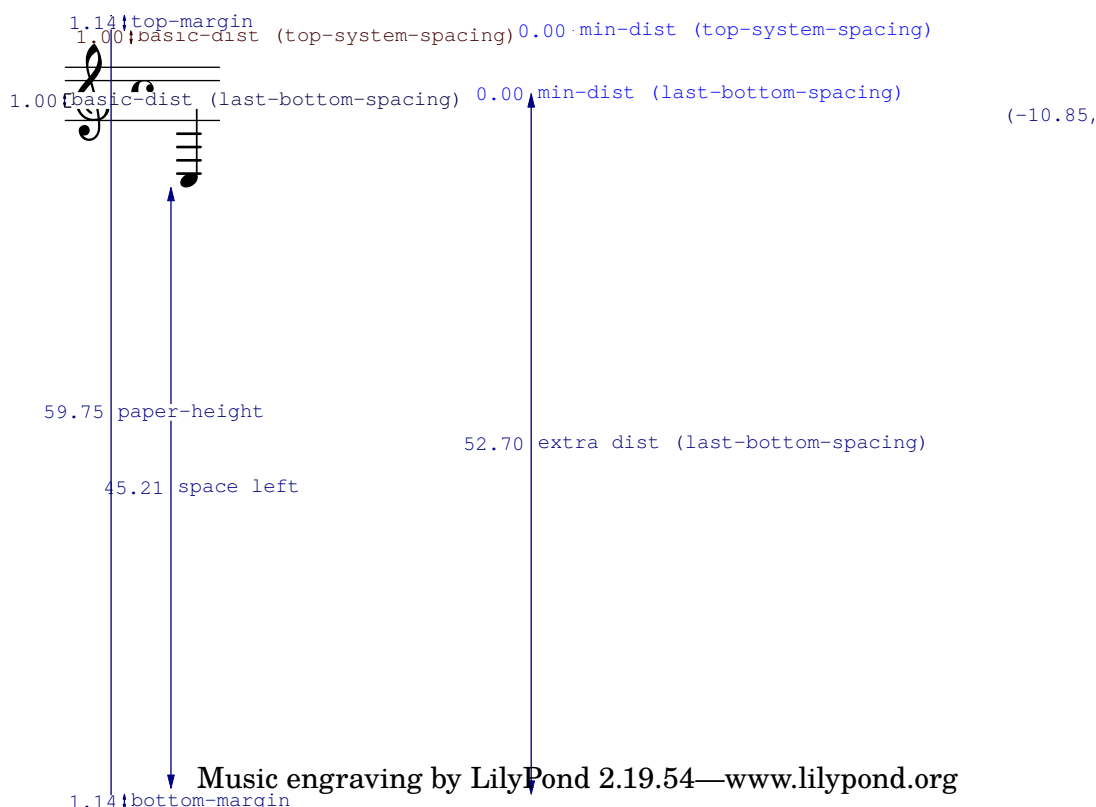 1.14 top-margin
1.00 basic-dist (top-system-spacing) 0.00 min-dist (top-system-spacing)
1.00 basic-dist (last-bottom-spacing) 0.00 min-dist (last-bottom-spacing)
(-10.85,
59.75 paper-height
52.70 extra dist (last-bottom-spacing)
45.21 space left
Music engraving by LilyPond 2.19.54—www.lilypond.org
1.14 bottom-margin